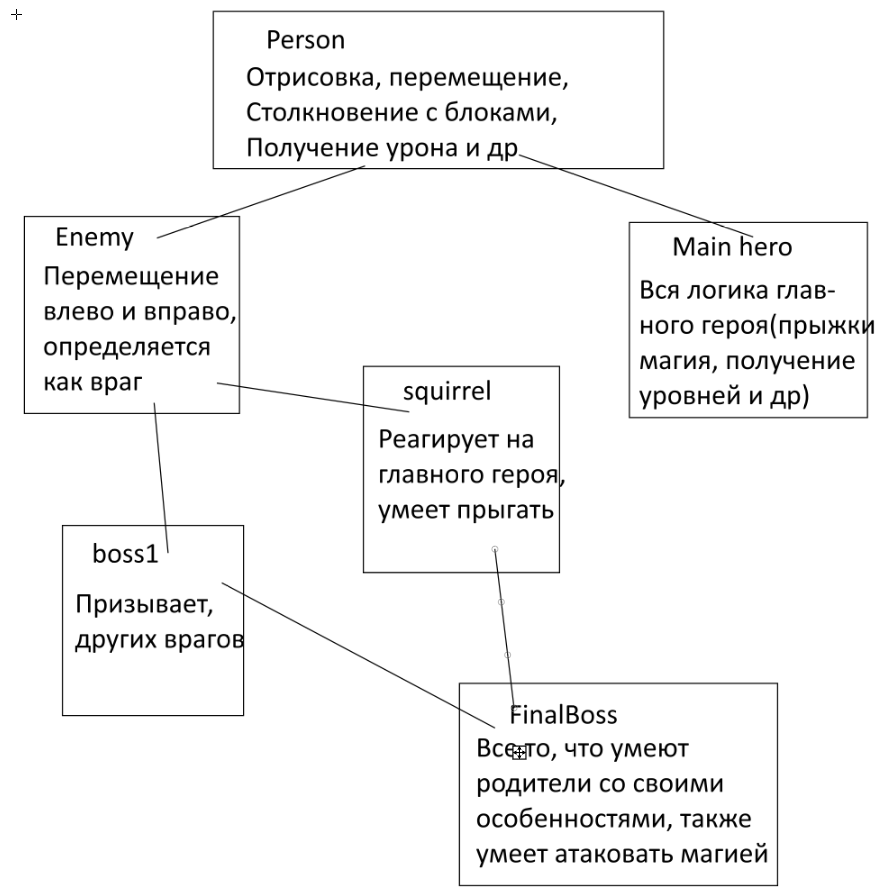 Person
Отрисовка, перемещение,
Столкновение с блоками,
Получение урона и др
Enemy
Перемещение
влево и вправо,
определяется
как враг
Main hero
Вся логика глав-
ного героя(прыжки
магия, получение
уровней и др)
squirrel
Реагирует на
главного героя,
умеет прыгать
boss1
Призывает,
других врагов
FinalBoss
Все то, что умеют
родители со своими
особенностями, также
умеет атаковать магией